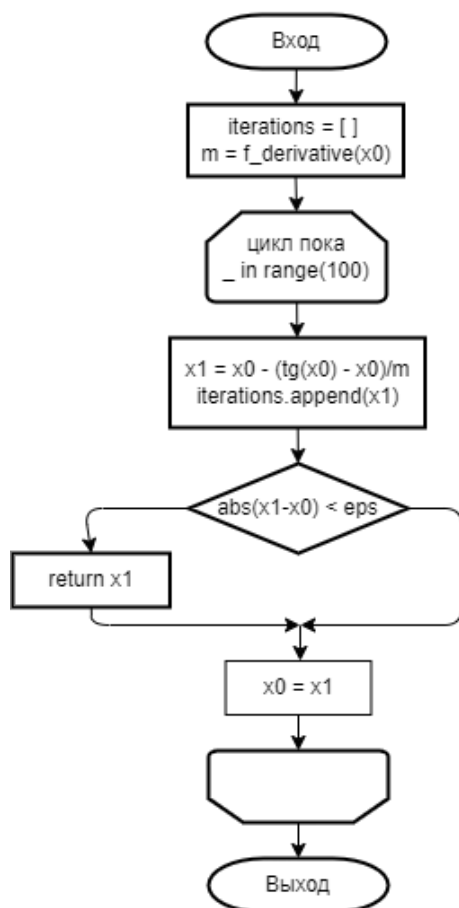 Вход
iterations = [ ]
m = f_derivative(x0)
цикл пока
_ in range(100)
x1 = x0 - (tg(x0) - x0)/m
iterations.append(x1)
abs(x1-x0) < eps
return x1
x0 = x1
Выход